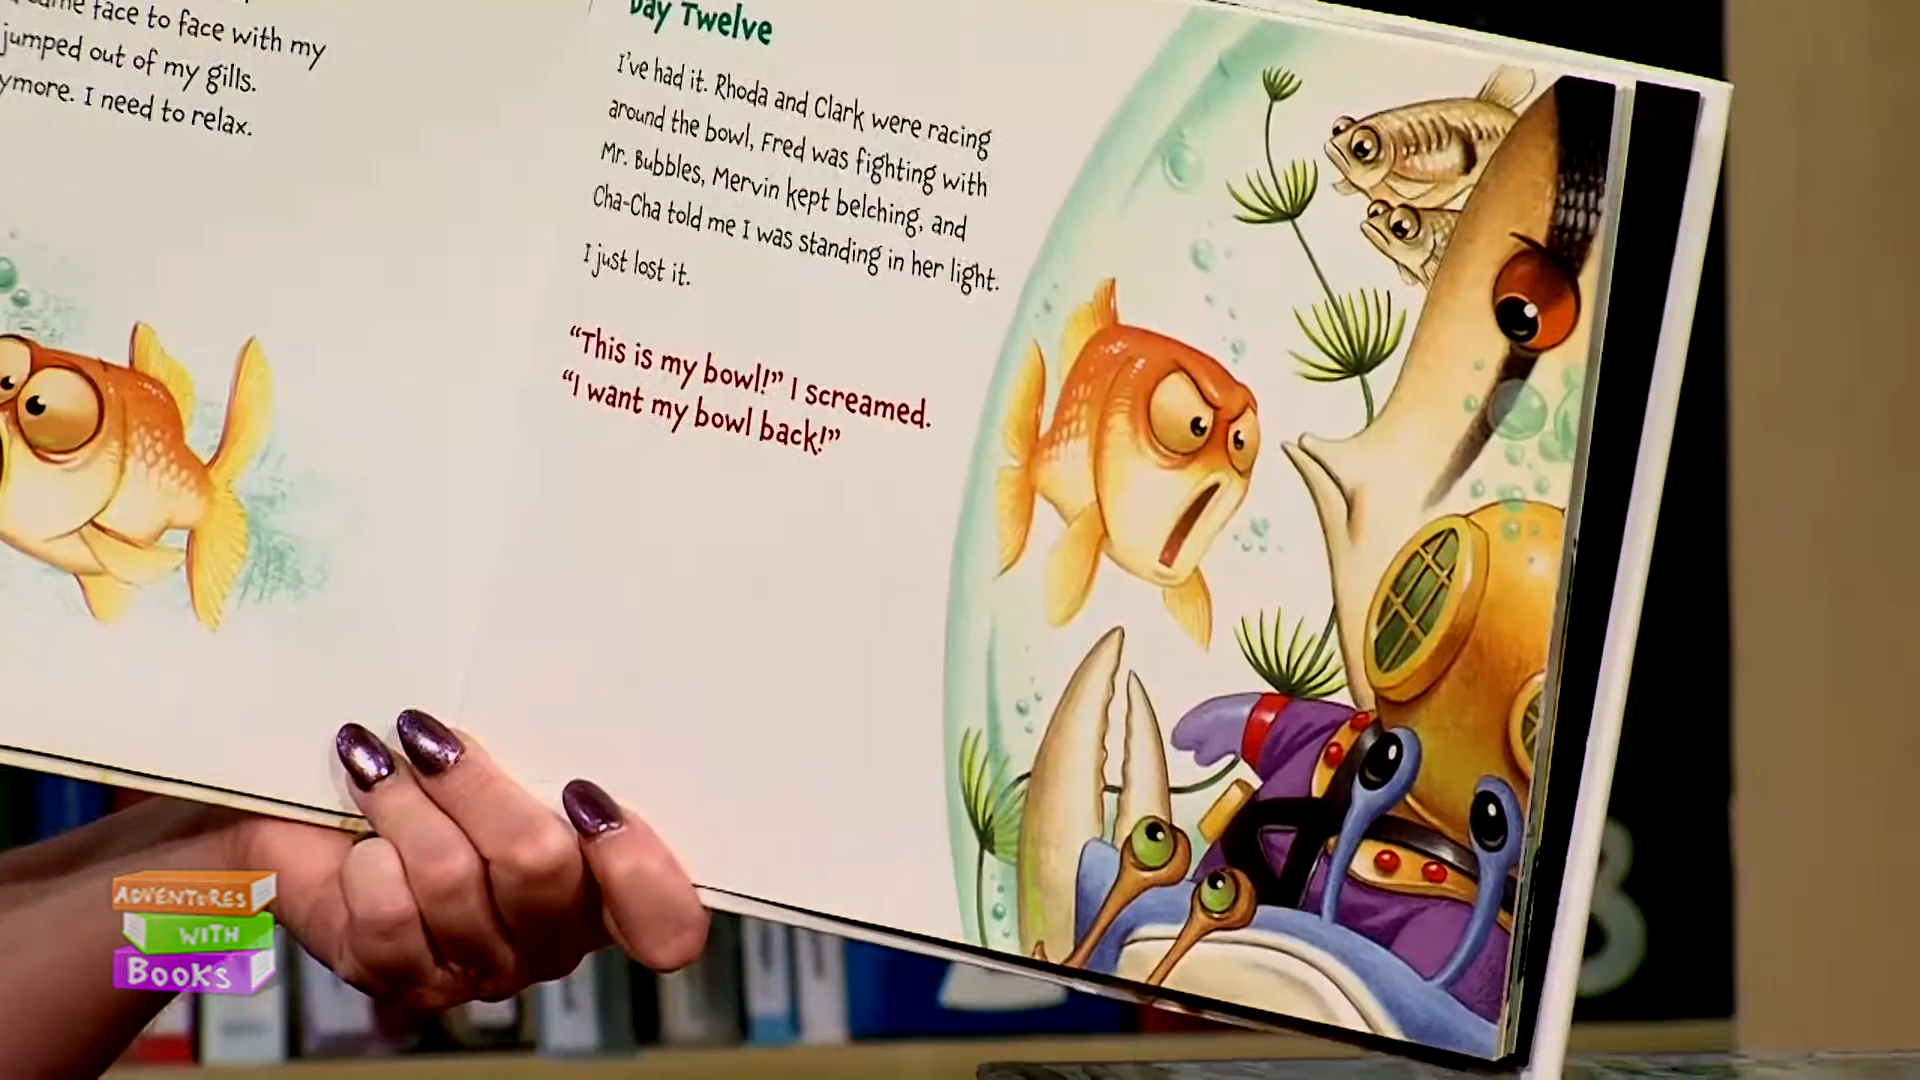 came face to face with my
jumped out of my gills.
ymore. I need to relax.
Day Twelve
I've had it. Rhoda and Clark were racing
around the bowl, Fred was fighting with
Mr. Bubbles, Mervin kept belching, and
Cha-Cha told me I was standing in her light.
I just lost it.
“This is my bowl!” I screamed.
“I want my bowl back!”
ADVENTURES
WITH
BOOKS